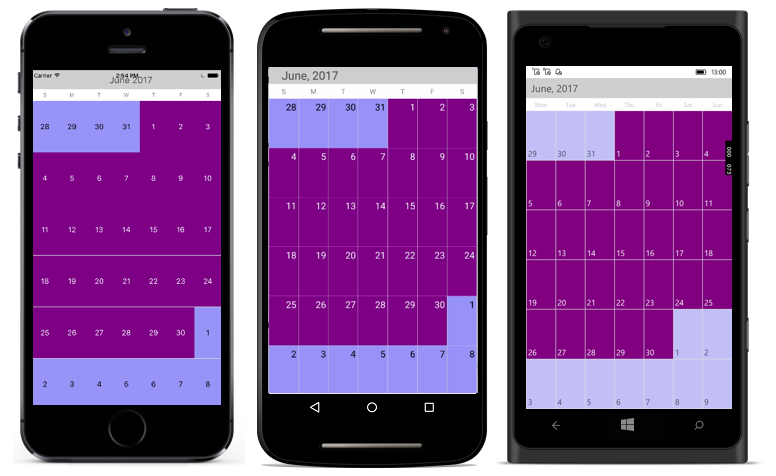 Carrier 2:54 PM
June 2017
S M T W T F S
28 29 30 31 1 2 3
4 5 6 7 8 9 10
11 12 13 14 15 16 17
18 19 20 21 22 23 24
25 26 27 28 29 30 1
2 3 4 5 6 7 8
June, 2017
S M T W T F S
28 29 30 31 1 2 3
4 5 6 7 8 9 10
11 12 13 14 15 16 17
18 19 20 21 22 23 24
25 26 27 28 29 30 1
2 3 4 5 6 7 8
13:00
June, 2017
Mon Tue Wed Thu Fri Sat Sun
29 30 31 1 2 3 4
000 073
5 6 7 8 9 10 11
12 13 14 15 16 17 18
19 20 21 22 23 24 25
26 27 28 29 30 1 2
3 4 5 6 7 8 9